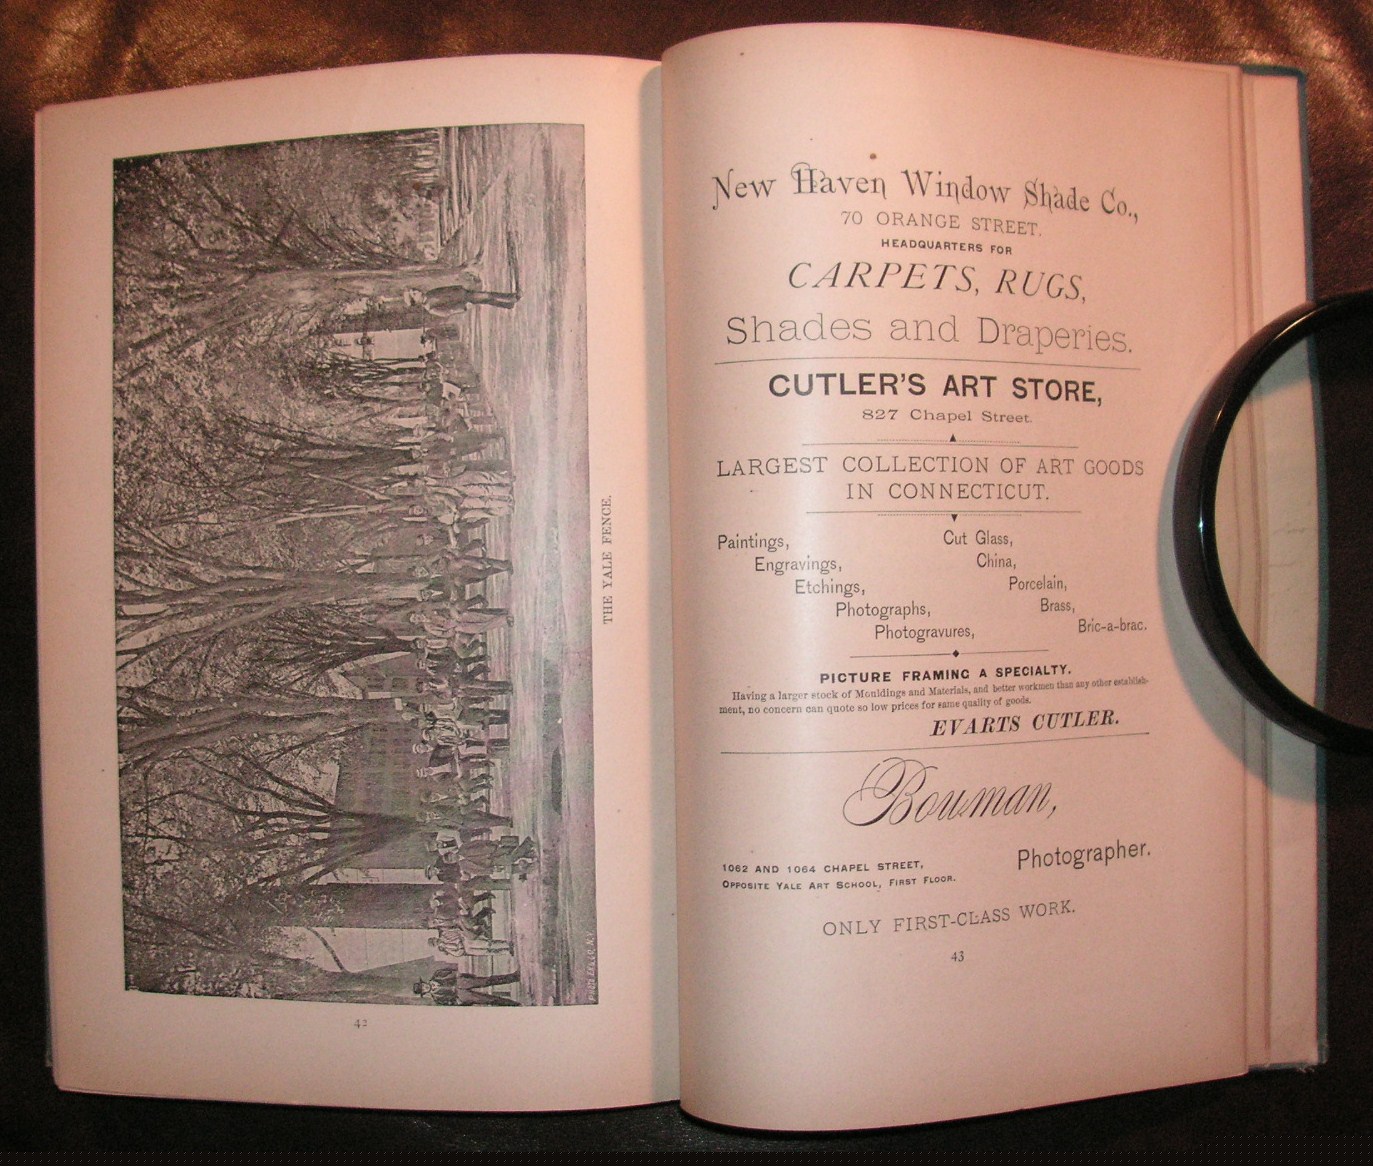 THE YALE FENCE.
42
New Haven Window Shade Co.,
70 ORANGE STREET.
HEADQUARTERS FOR
CARPETS, RUGS,
Shades and Draperies.
CUTLER'S ART STORE,
827 Chapel Street.
LARGEST COLLECTION OF ART GOODS
IN CONNECTICUT.
Paintings,
Engravings,
Etchings,
Photographs,
Photogravures,
Cut Glass,
China,
Porcelain,
Brass,
Bric-a-brac.
PICTURE FRAMING A SPECIALTY.
Having a larger stock of Mouldings and Materials, and better workmen than any other establish-
ment, no concern can quote so low prices for same quality of goods.
EVARTS CUTLER.
Bowman,
Photographer.
1062 AND 1064 CHAPEL STREET,
OPPOSITE YALE ART SCHOOL, FIRST FLOOR.
ONLY FIRST-CLASS WORK.
43